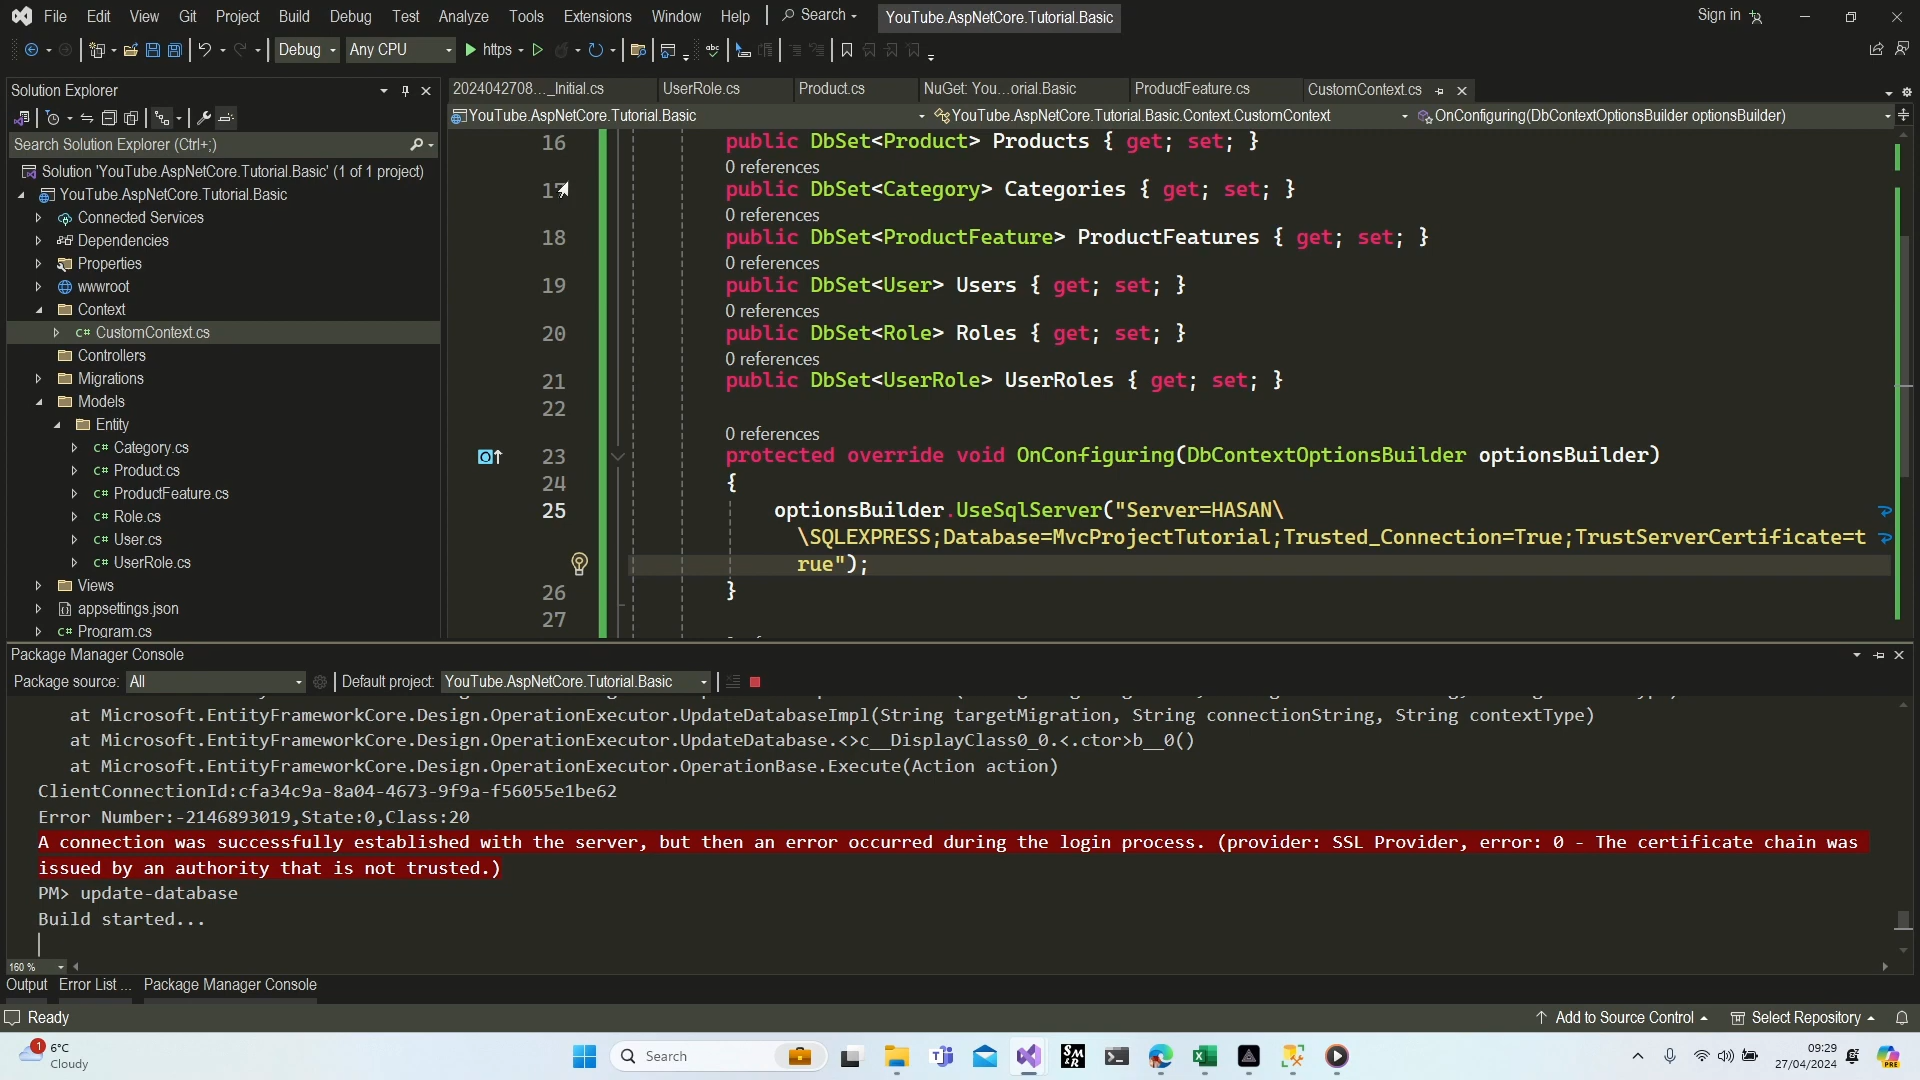 File Edit View Git Project Build Debug Test Analyze Tools Extensions Window Help Search YouTube.AspNetCore.Tutorial.Basic Sign in
Debug Any CPU https
Solution Explorer
Search Solution Explorer (Ctrl+;)
Solution 'YouTube.AspNetCore.Tutorial.Basic' (1 of 1 project)
YouTube.AspNetCore.Tutorial.Basic
Connected Services
Dependencies
Properties
wwwroot
Context
C# CustomContext.cs
Controllers
Migrations
Models
Entity
C# Category.cs
C# Product.cs
C# ProductFeature.cs
C# Role.cs
C# User.cs
C# UserRole.cs
Views
appsettings.json
C# Program.cs
2024042708..._Initial.cs UserRole.cs Product.cs NuGet: You...orial.Basic ProductFeature.cs CustomContext.cs
YouTube.AspNetCore.Tutorial.Basic YouTube.AspNetCore.Tutorial.Basic.Context.CustomContext OnConfiguring(DbContextOptionsBuilder optionsBuilder)
16 public DbSet<Product> Products { get; set; }
0 references
17 public DbSet<Category> Categories { get; set; }
0 references
18 public DbSet<ProductFeature> ProductFeatures { get; set; }
0 references
19 public DbSet<User> Users { get; set; }
0 references
20 public DbSet<Role> Roles { get; set; }
0 references
21 public DbSet<UserRole> UserRoles { get; set; }
22
0 references
23 protected override void OnConfiguring(DbContextOptionsBuilder optionsBuilder)
24 {
25 optionsBuilder.UseSqlServer("Server=HASAN\
\SQLEXPRESS;Database=MvcProjectTutorial;Trusted_Connection=True;TrustServerCertificate=t
rue");
26 }
27
Package Manager Console
Package source: All Default project: YouTube.AspNetCore.Tutorial.Basic
at Microsoft.EntityFrameworkCore.Design.OperationExecutor.UpdateDatabaseImpl(String targetMigration, String connectionString, String contextType)
at Microsoft.EntityFrameworkCore.Design.OperationExecutor.UpdateDatabase.<>c__DisplayClass0_0.<.ctor>b__0()
at Microsoft.EntityFrameworkCore.Design.OperationExecutor.OperationBase.Execute(Action action)
ClientConnectionId:cfa34c9a-8a04-4673-9f9a-f56055e1be62
Error Number:-2146893019,State:0,Class:20
A connection was successfully established with the server, but then an error occurred during the login process. (provider: SSL Provider, error: 0 - The certificate chain was
issued by an authority that is not trusted.)
PM> update-database
Build started...
160 %
Output Error List ... Package Manager Console
Ready Add to Source Control Select Repository
1 6°C
Cloudy
Search
09:29
27/04/2024